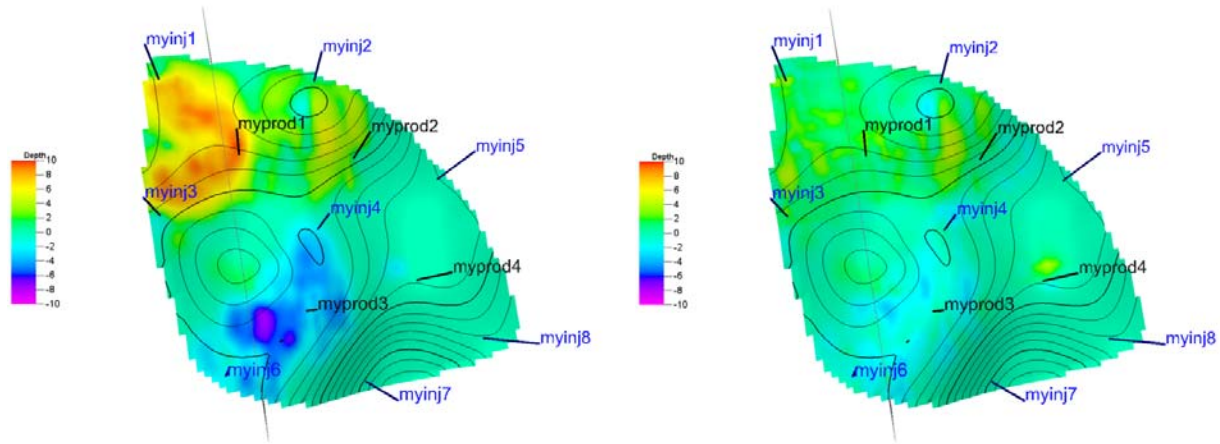 myinj1
myinj2
myprod1
myprod2
myinj5
Depth
10
8
6
4
2
0
-2
-4
-6
-8
-10
myinj3
myinj4
myprod4
myprod3
myinj8
myinj6
myinj7
myinj1
myinj2
myprod1
myprod2
myinj5
Depth
10
8
6
4
2
0
-2
-4
-6
-8
-10
myinj3
myinj4
myprod4
myprod3
myinj8
myinj6
myinj7